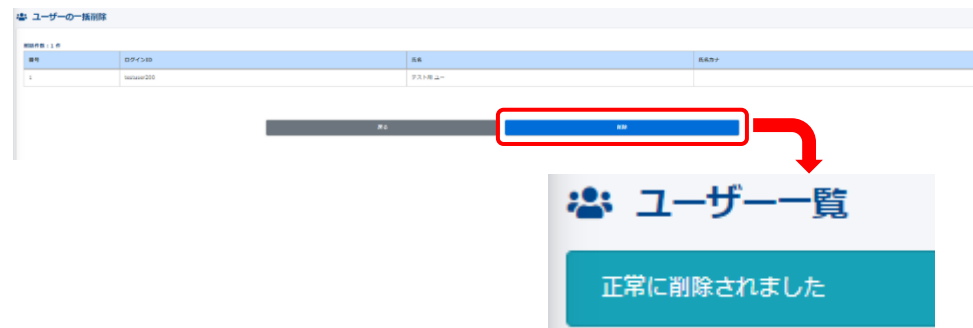 ユーザーの一括削除
削除件数：1 件
番号 ログインID 氏名 氏名カナ
1 testuser200 テスト用 ユー
戻る 削除
ユーザー一覧
正常に削除されました